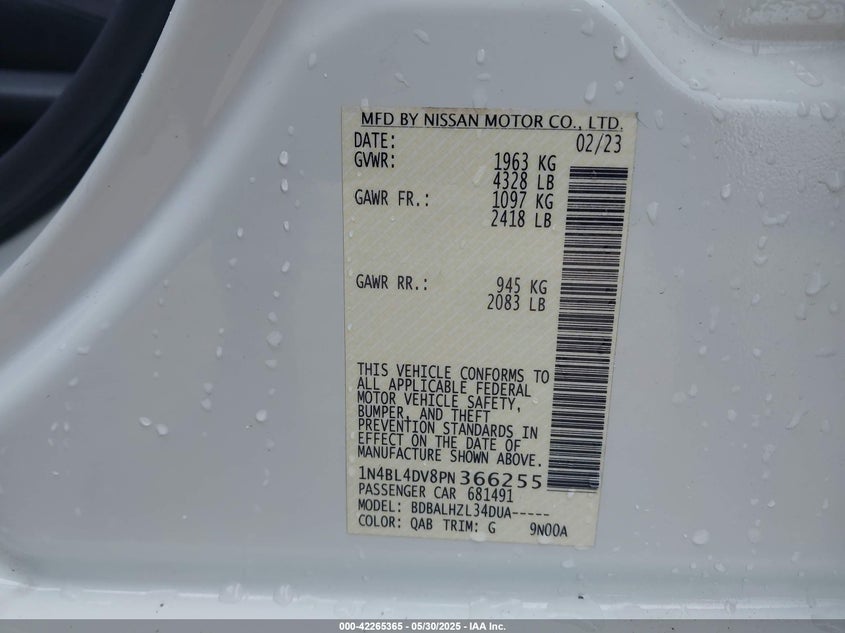 MFD BY NISSAN MOTOR CO., LTD.
DATE: 02/23
GVWR: 1963 KG
4328 LB
GAWR FR.: 1097 KG
2418 LB
GAWR RR.: 945 KG
2083 LB
THIS VEHICLE CONFORMS TO
ALL APPLICABLE FEDERAL
MOTOR VEHICLE SAFETY,
BUMPER, AND THEFT
PREVENTION STANDARDS IN
EFFECT ON THE DATE OF
MANUFACTURE SHOWN ABOVE.
1N4BL4DV8PN366255
PASSENGER CAR 681491
MODEL: BDBALHZL34DUA-----
COLOR: QAB TRIM: G 9N00A
000-42265365 - 05/30/2025 - IAA Inc.